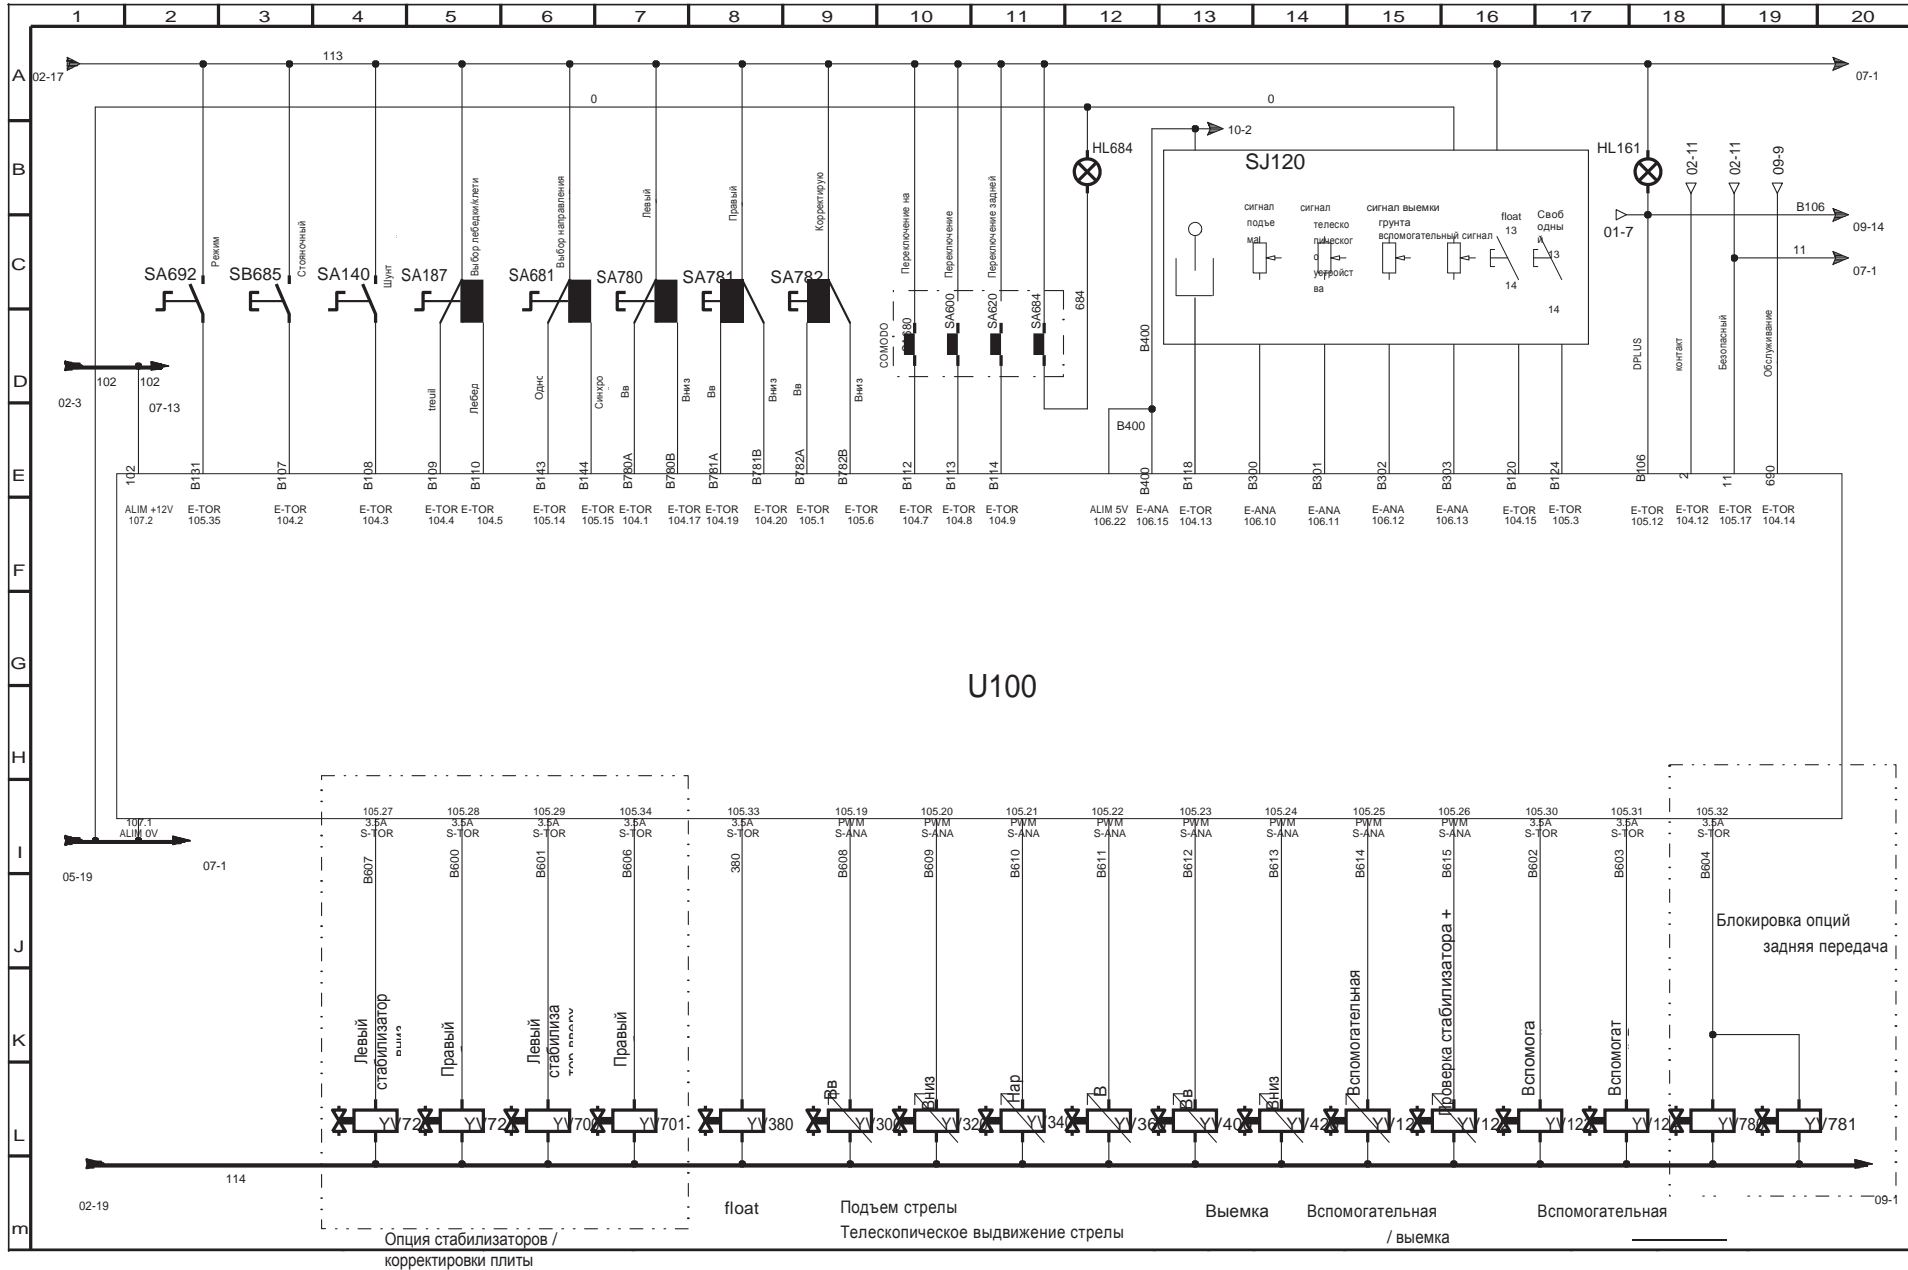 1 2 3 4 5 6 7 8 9 10 11 12 13 14 15 16 17 18 19 20
A
02-17
113
07-1
0
0
B
10-2
HL684
SJ120
HL161
02-11
02-11
09-9
B106
09-14
01-7
11
07-1
сигнал
подъе
ма
сигнал
телеско
пическог
о
устройст
ва
сигнал выемки
грунта
вспомогательный сигнал
float
13
14
Своб
одны
й
13
14
C
SA692
Режим
SB685
Стояночный
SA140
Шунт
SA187
Выбор лебедки/клети
SA681
Выбор направления
SA780
Левый
SA781
Правый
SA782
Корректирую
Переключение на
Переключение
Переключение задней
COMODO
SA680
SA600
SA620
SA684
684
B400
DPLUS
контакт
Безопасный
Обслуживание
D
102
102
02-3
07-13
treuil
Лебед
Синхро
Вв
Вниз
Вв
Вниз
Вв
Вниз
B400
E
102
B131
B107
B108
B109
B110
B143
B144
B780A
B780B
B781A
B781B
B782A
B782B
B112
B113
B114
B400
B118
B300
B301
B302
B303
B120
B124
B106
2
11
690
ALIM +12V
107.2
E-TOR
105.35
E-TOR
104.2
E-TOR
104.3
E-TOR
104.4
E-TOR
104.5
E-TOR
105.14
E-TOR
105.15
E-TOR
104.1
E-TOR
104.17
E-TOR
104.19
E-TOR
104.20
E-TOR
105.1
E-TOR
105.6
E-TOR
104.7
E-TOR
104.8
E-TOR
104.9
ALIM 5V
106.22
E-ANA
106.15
E-TOR
104.13
E-ANA
106.10
E-ANA
106.11
E-ANA
106.12
E-ANA
106.13
E-TOR
104.15
E-TOR
105.3
E-TOR
105.12
E-TOR
104.12
E-TOR
105.17
E-TOR
104.14
F
G
U100
H
107.1
ALIM 0V
105.27
3.5A
S-TOR
105.28
3.5A
S-TOR
105.29
3.5A
S-TOR
105.34
3.5A
S-TOR
105.33
3.5A
S-TOR
105.19
PWM
S-ANA
105.20
PWM
S-ANA
105.21
PWM
S-ANA
105.22
PWM
S-ANA
105.23
PWM
S-ANA
105.24
PWM
S-ANA
105.25
PWM
S-ANA
105.26
PWM
S-ANA
105.30
3.5A
S-TOR
105.31
3.5A
S-TOR
105.32
3.5A
S-TOR
I
05-19
07-1
B607
B600
B601
B606
380
B608
B609
B610
B611
B612
B613
B614
B615
B602
B603
B604
J
Блокировка опций
задняя передача
K
Левый
стабилизатор
Правый
Левый
стабилиза
Правый
Вв
Вниз
Нар
В
Вв
Вниз
Вспомогательная
Проверка стабилизатора +
Вспомога
Вспомогат
L
YV701
YV380
YV781
114
02-19
09-1
m
Опция стабилизаторов /
корректировки плиты
float
Подъем стрелы
Телескопическое выдвижение стрелы
Выемка
Вспомогательная
/ выемка
Вспомогательная